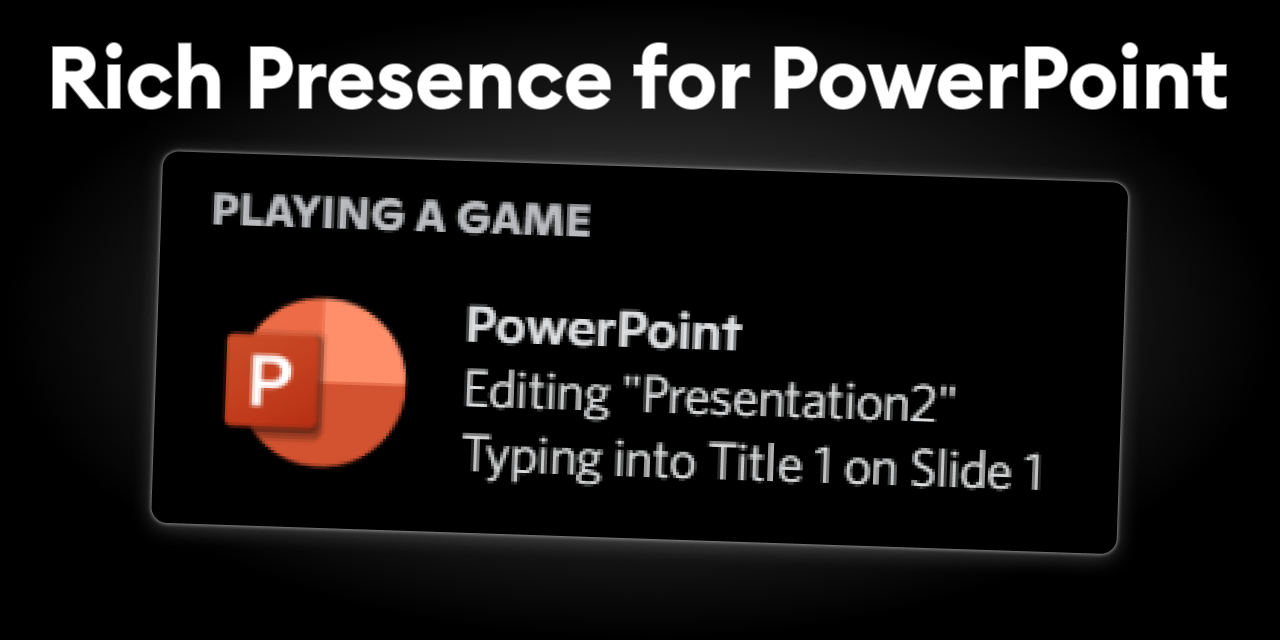 Rich Presence for PowerPoint
PLAYING A GAME
P
PowerPoint
Editing "Presentation2"
Typing into Title 1 on Slide 1